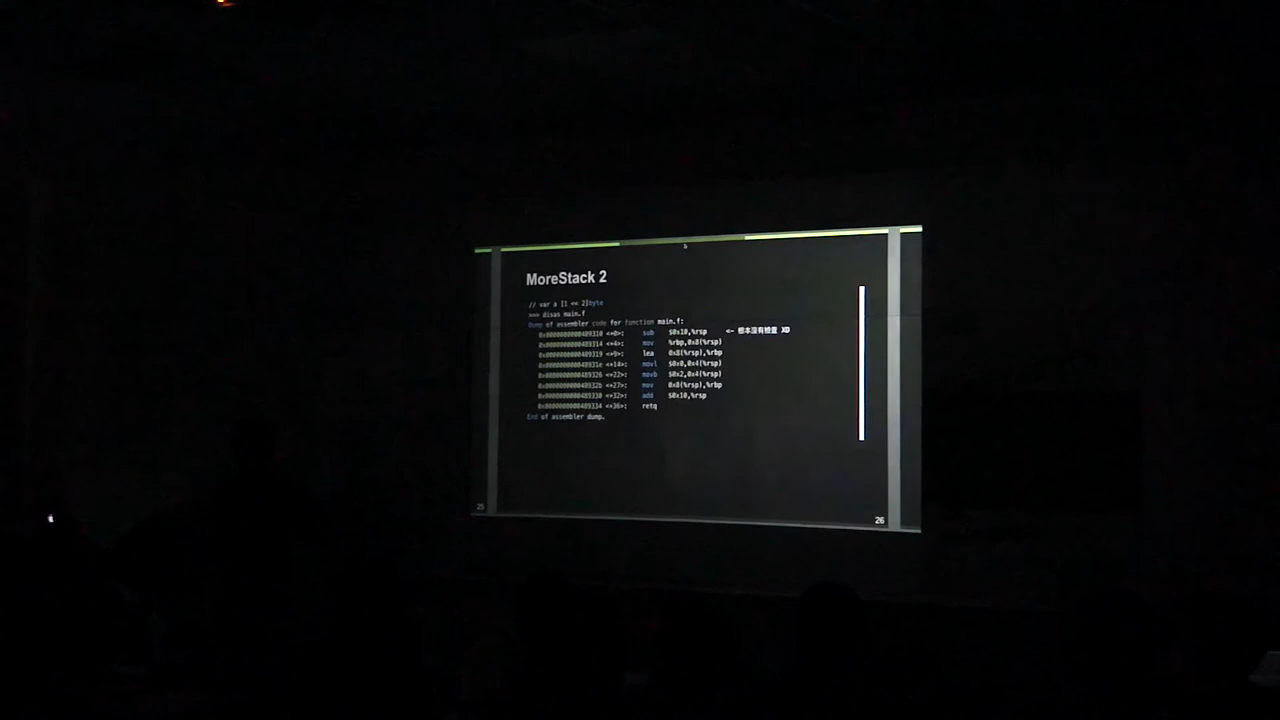 MoreStack 2
// var a [1 << 2]byte
>>> disas main.f
Dump of assembler code for function main.f:
0x0000000000489310 <+0>: sub $0x10,%rsp <- 根本沒有檢查 XD
0x0000000000489314 <+4>: mov %rbp,0x8(%rsp)
0x0000000000489319 <+9>: lea 0x8(%rsp),%rbp
0x000000000048931e <+14>: movl $0x0,0x4(%rsp)
0x0000000000489326 <+22>: movb $0x2,0x4(%rsp)
0x000000000048932b <+27>: mov 0x8(%rsp),%rbp
0x0000000000489330 <+32>: add $0x10,%rsp
0x0000000000489334 <+36>: retq
End of assembler dump.
25
26